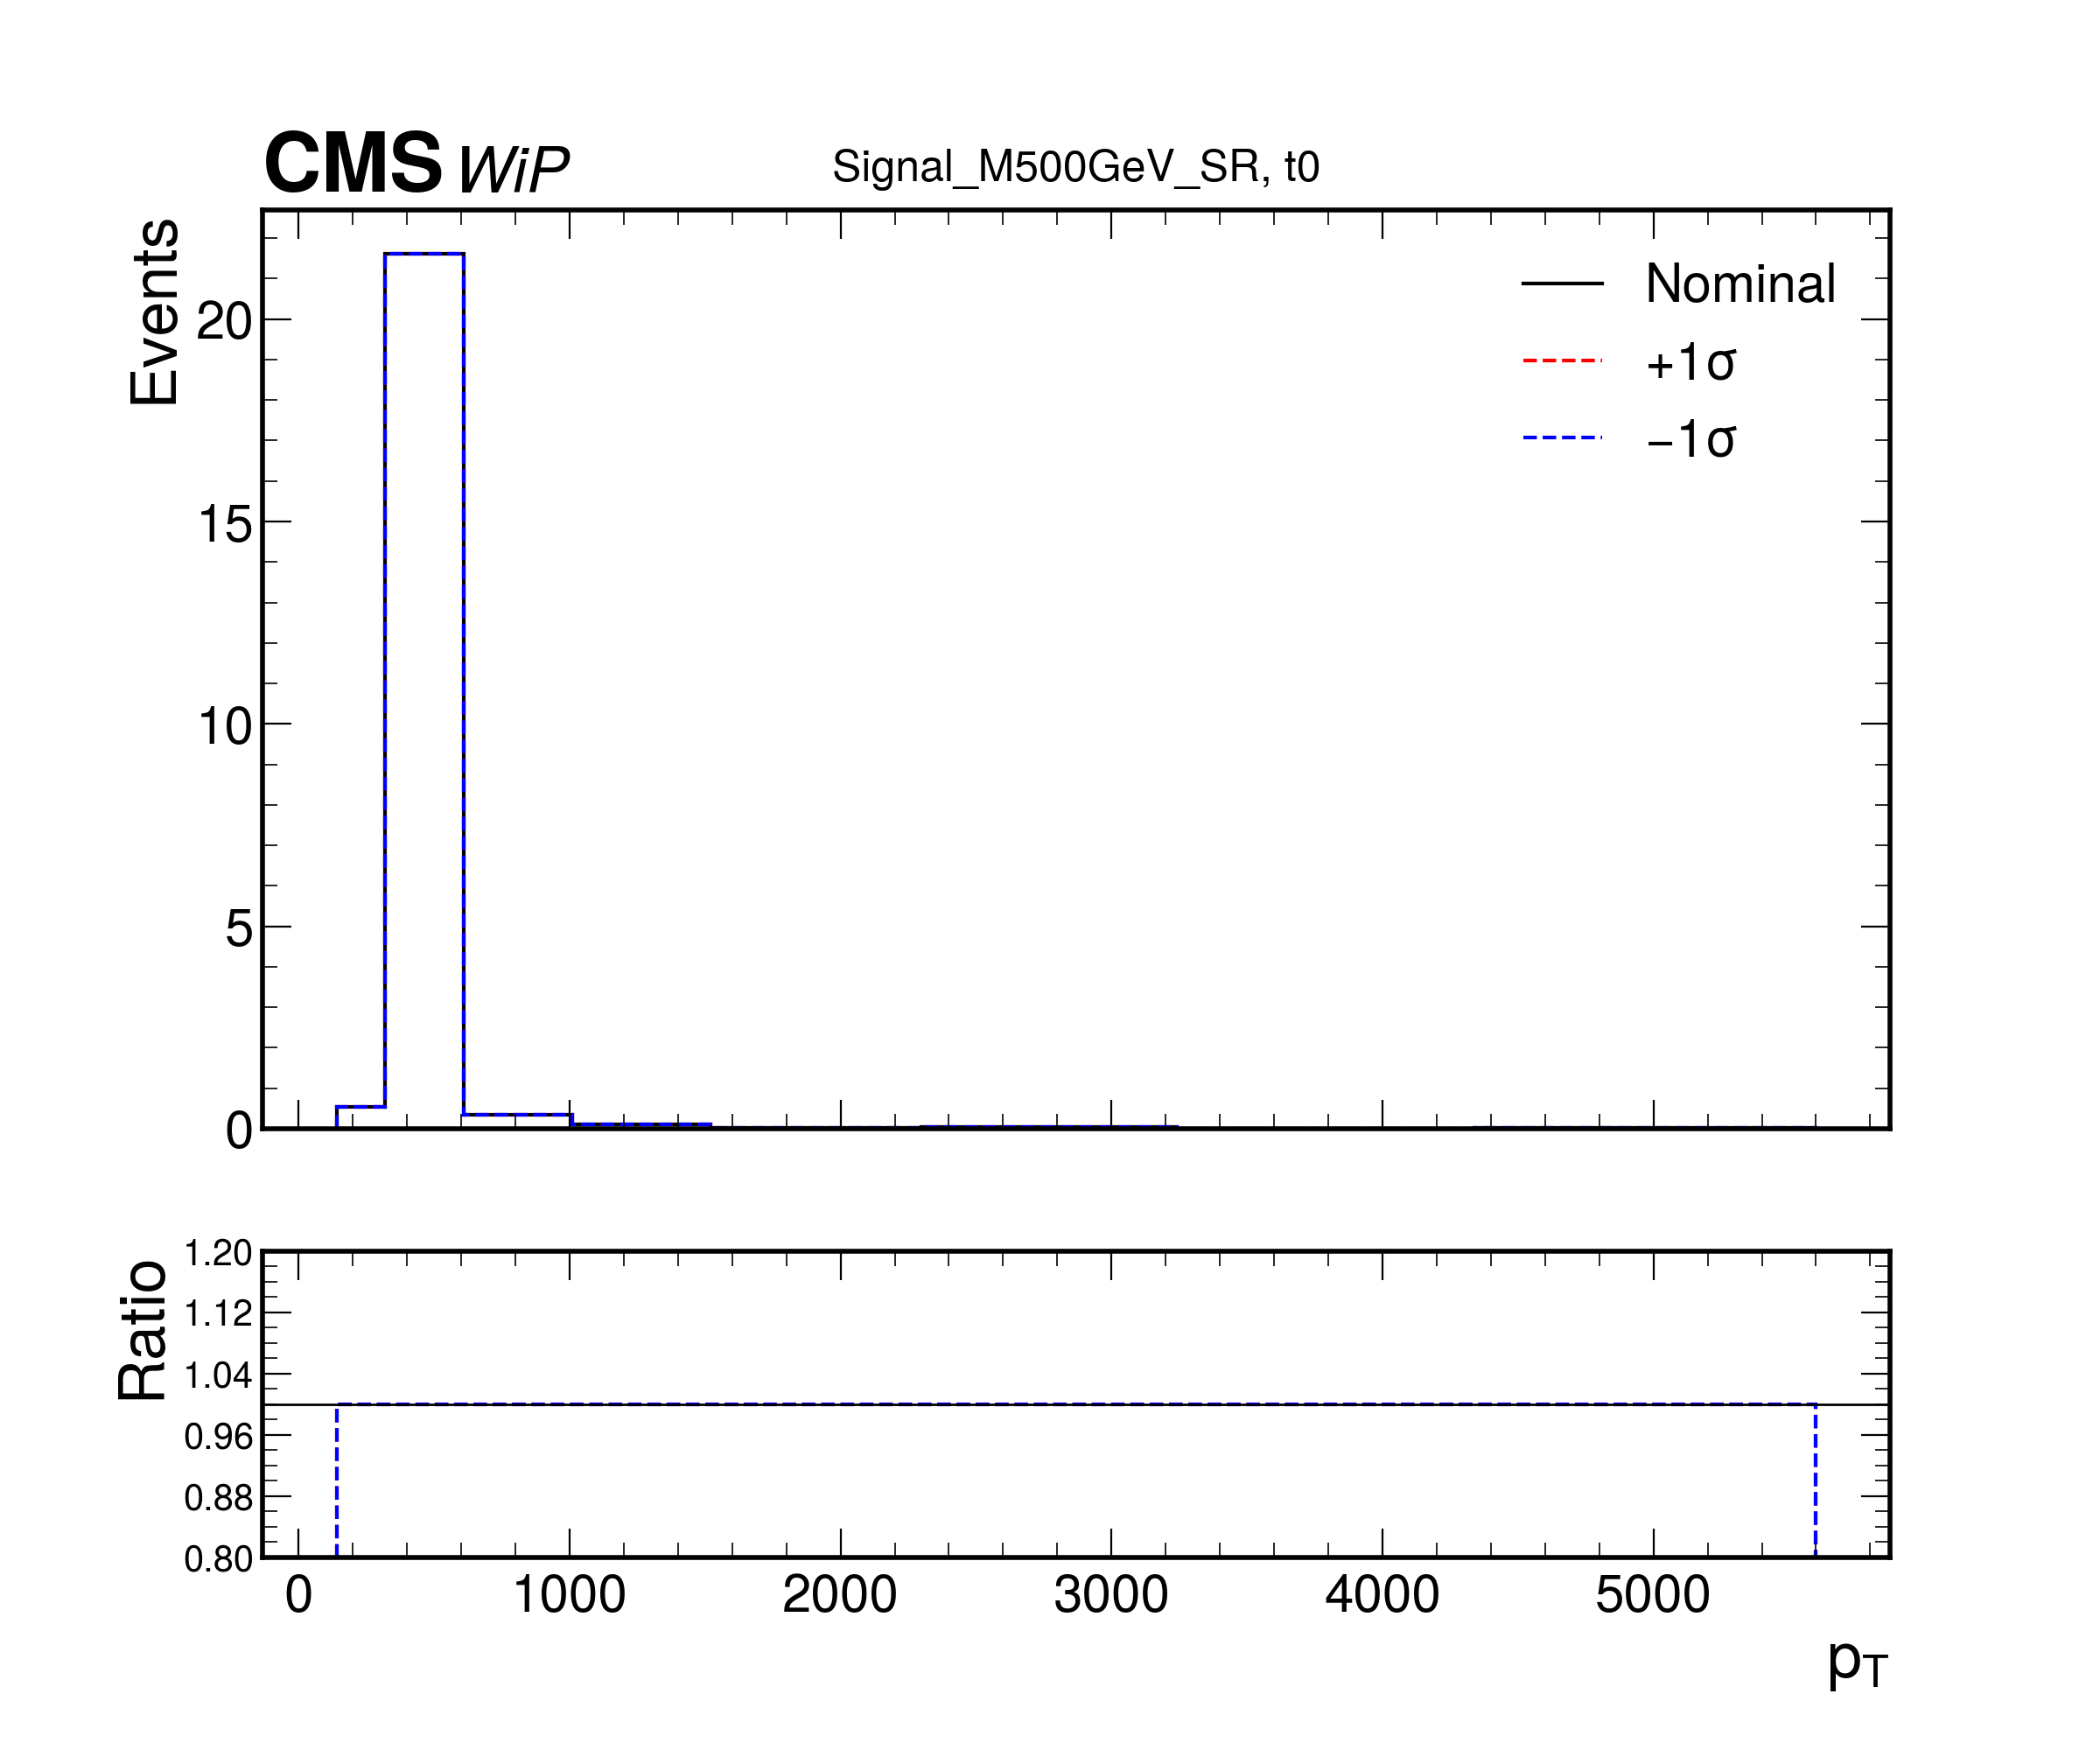 CMS WiP
Signal_M500GeV_SR, t0
Events
20
15
10
5
0
Nominal
+1σ
−1σ
Ratio
1.20
1.12
1.04
0.96
0.88
0.80
0 1000 2000 3000 4000 5000
pT